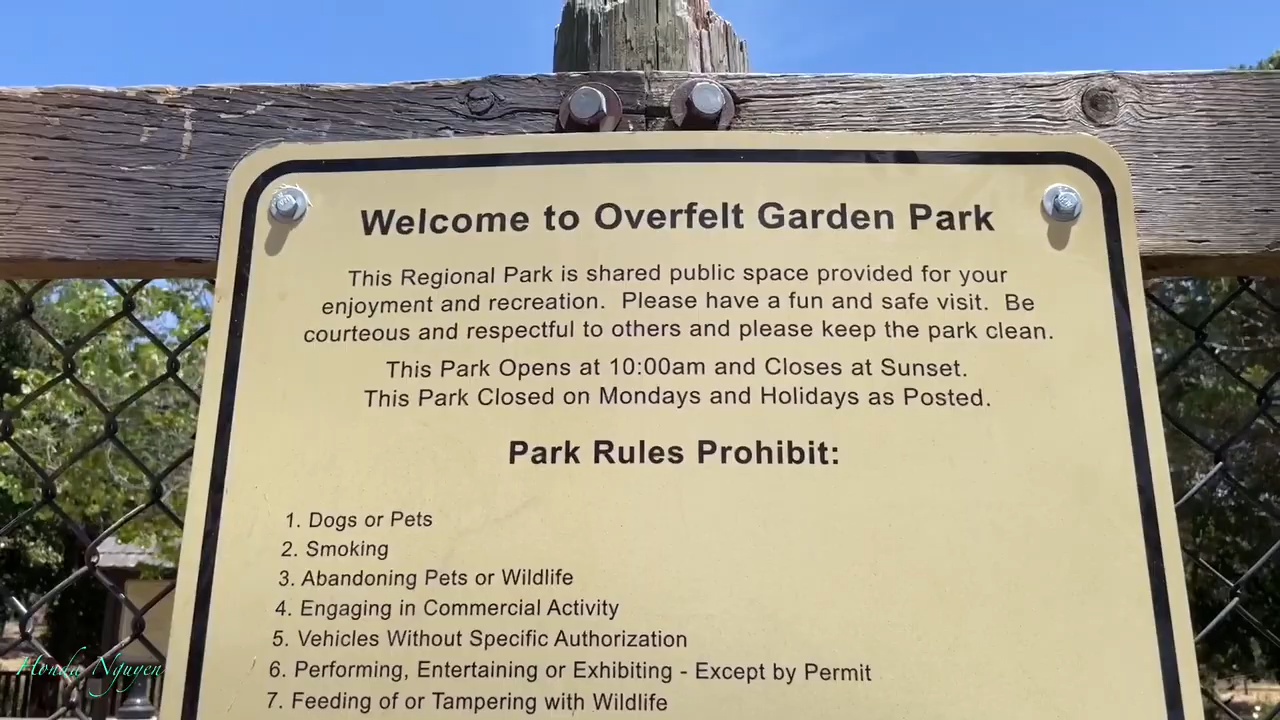 Welcome to Overfelt Garden Park
This Regional Park is shared public space provided for your
enjoyment and recreation. Please have a fun and safe visit. Be
courteous and respectful to others and please keep the park clean.
This Park Opens at 10:00am and Closes at Sunset.
This Park Closed on Mondays and Holidays as Posted.
Park Rules Prohibit:
1. Dogs or Pets
2. Smoking
3. Abandoning Pets or Wildlife
4. Engaging in Commercial Activity
5. Vehicles Without Specific Authorization
6. Performing, Entertaining or Exhibiting - Except by Permit
7. Feeding of or Tampering with Wildlife
Honda Nguyen